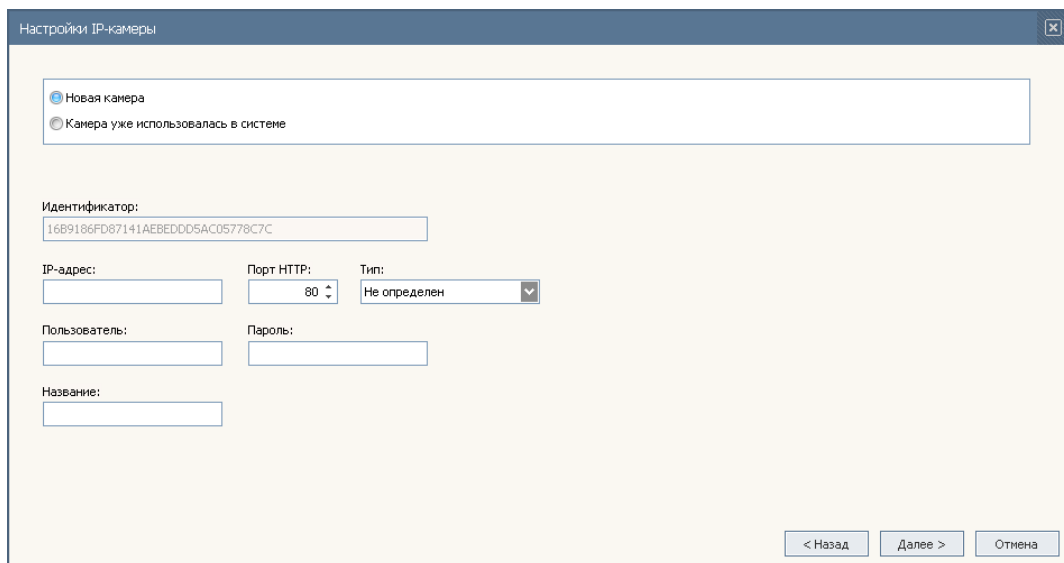 Настройки IP-камеры
Новая камера
Камера уже использовалась в системе
Идентификатор:
16B9186FD87141AEBEDDD5AC05778C7C
IP-адрес: Порт HTTP: Тип:
80 Не определен
Пользователь: Пароль:
Название:
< Назад Далее > Отмена